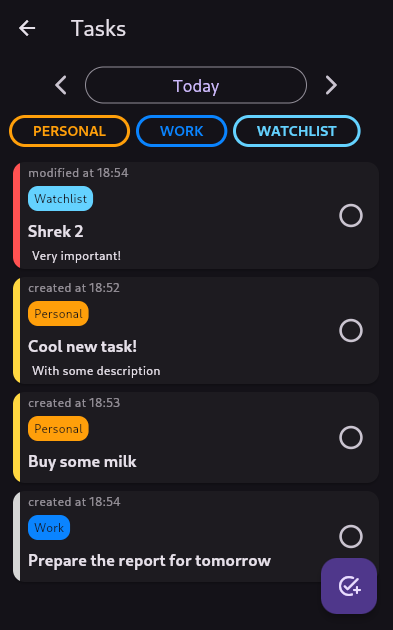 Tasks
Today
PERSONAL
WORK
WATCHLIST
modified at 18:54
Watchlist
Shrek 2
Very important!
created at 18:52
Personal
Cool new task!
With some description
created at 18:53
Personal
Buy some milk
created at 18:54
Work
Prepare the report for tomorrow